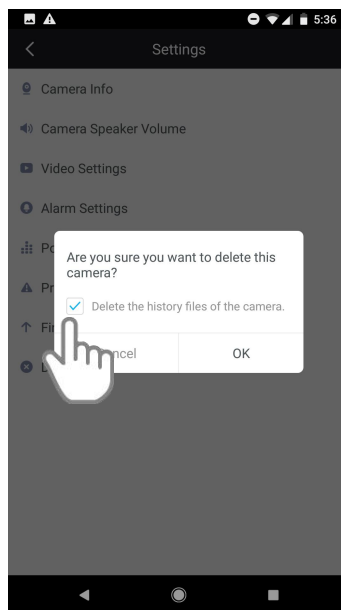 5:36
Settings
Camera Info
Camera Speaker Volume
Video Settings
Alarm Settings
Are you sure you want to delete this
camera?
Delete the history files of the camera.
OK